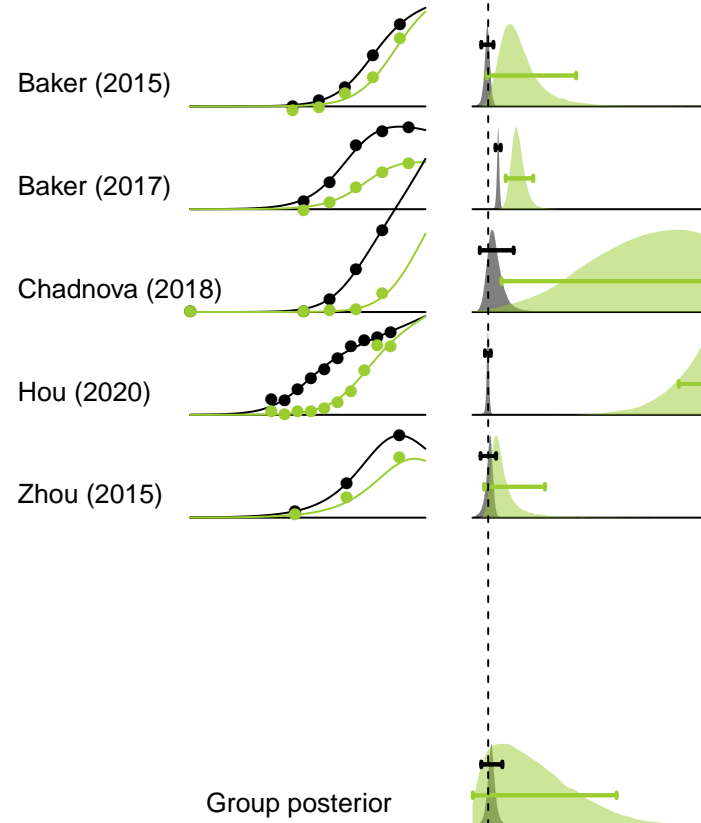 Baker (2015)
Baker (2017)
Chadnova (2018)
Hou (2020)
Zhou (2015)
Group posterior